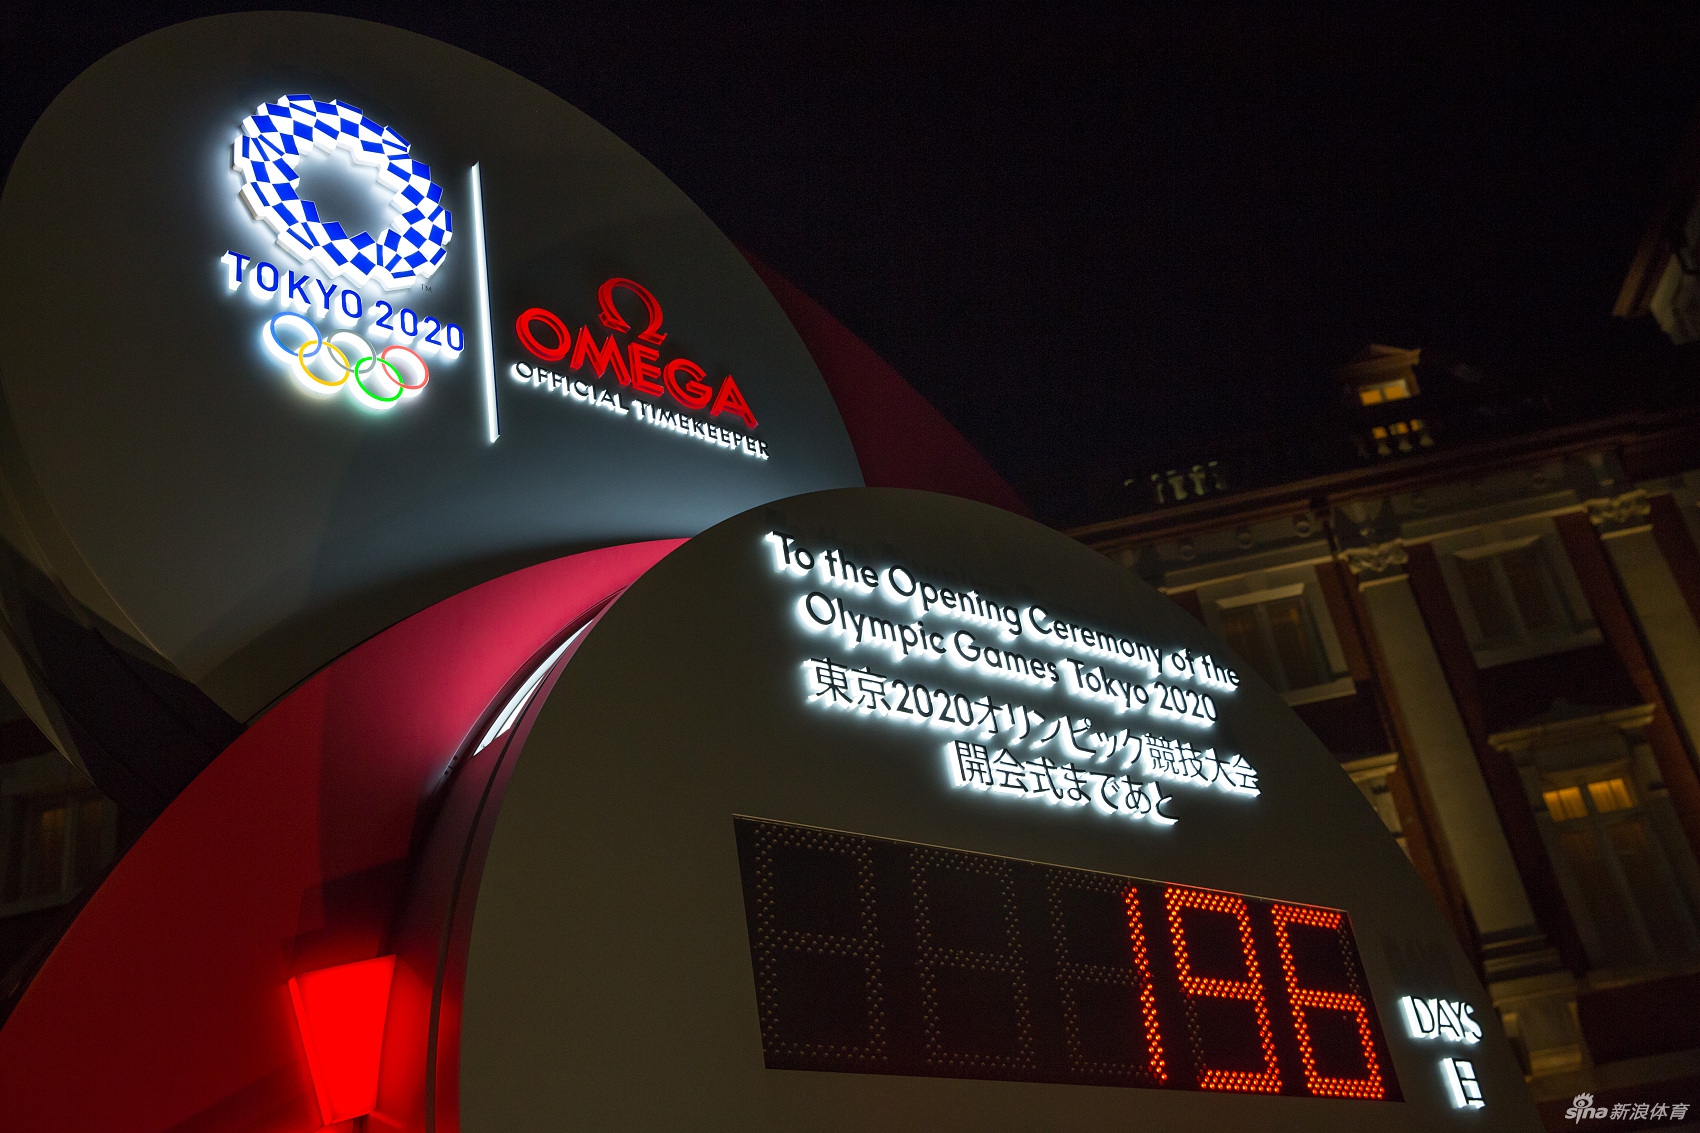 TOKYO 2020
TM
Ω
OMEGA
OFFICIAL TIMEKEEPER
To the Opening Ceremony of the
Olympic Games Tokyo 2020
東京2020オリンピック競技大会
開会式まであと
196
DAYS
日
sina 新浪体育